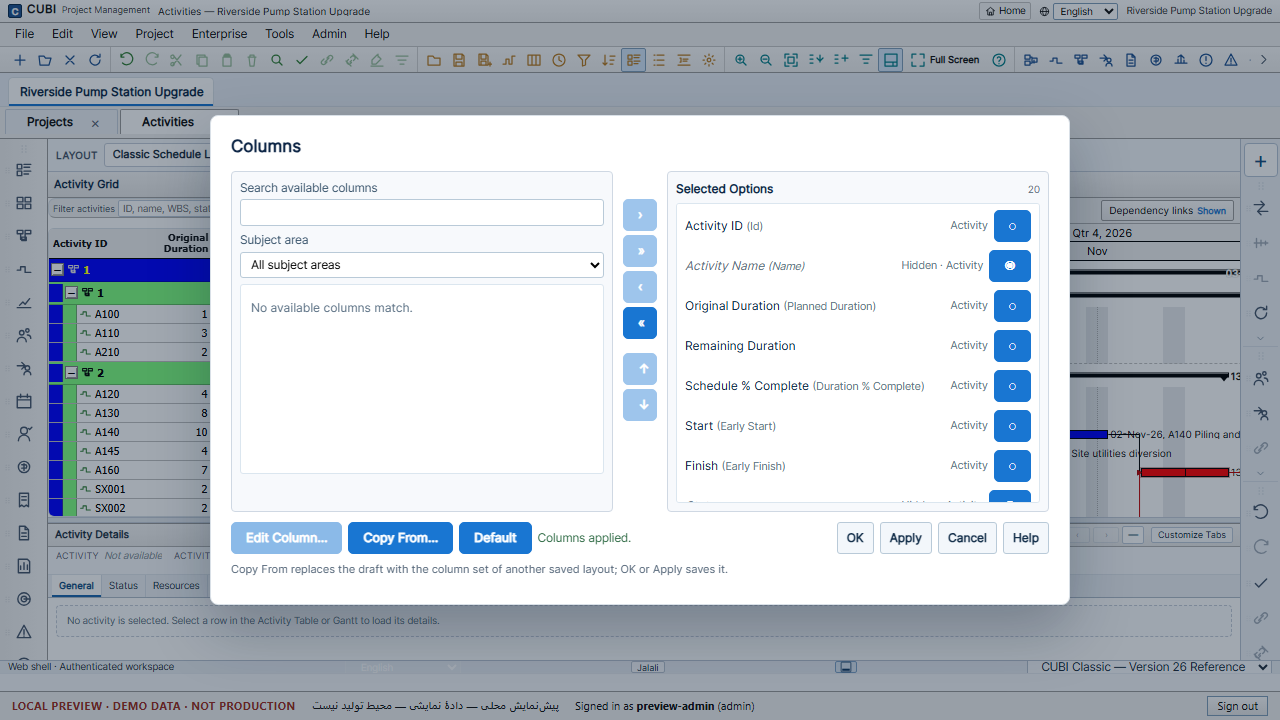 CUBI Project Management Activities — Riverside Pump Station Upgrade Home English Riverside Pump Station Upgrade
File Edit View Project Enterprise Tools Admin Help
Full Screen
Riverside Pump Station Upgrade
Projects Activities
LAYOUT Classic Schedule L
Activity Grid
Filter activities ID, name, WBS, stat
Dependency links Shown
Activity ID Original Duration
Qtr 4, 2026
Nov
1
1
A100 1
A110 3
A210 2
2
A120 4
A130 8
A140 10
A145 4
A160 7
SX001 2
SX002 2
13
02-Nov-26, A140 Piling and
Site utilities diversion
Columns
Search available columns
Subject area
All subject areas
No available columns match.
› » ‹ «
Selected Options 20
Activity ID (Id) Activity
Activity Name (Name) Hidden · Activity
Original Duration (Planned Duration) Activity
Remaining Duration Activity
Schedule % Complete (Duration % Complete) Activity
Start (Early Start) Activity
Finish (Early Finish) Activity
Edit Column... Copy From... Default Columns applied. OK Apply Cancel Help
Copy From replaces the draft with the column set of another saved layout; OK or Apply saves it.
Activity Details
Customize Tabs
ACTIVITY Not available ACTIVIT
General Status Resources
No activity is selected. Select a row in the Activity Table or Gantt to load its details.
Web shell · Authenticated workspace English Jalali CUBI Classic — Version 26 Reference
LOCAL PREVIEW · DEMO DATA · NOT PRODUCTION پیش‌نمایش محلی — دادهٔ نمایشی — محیط تولید نیست Signed in as preview-admin (admin) Sign out